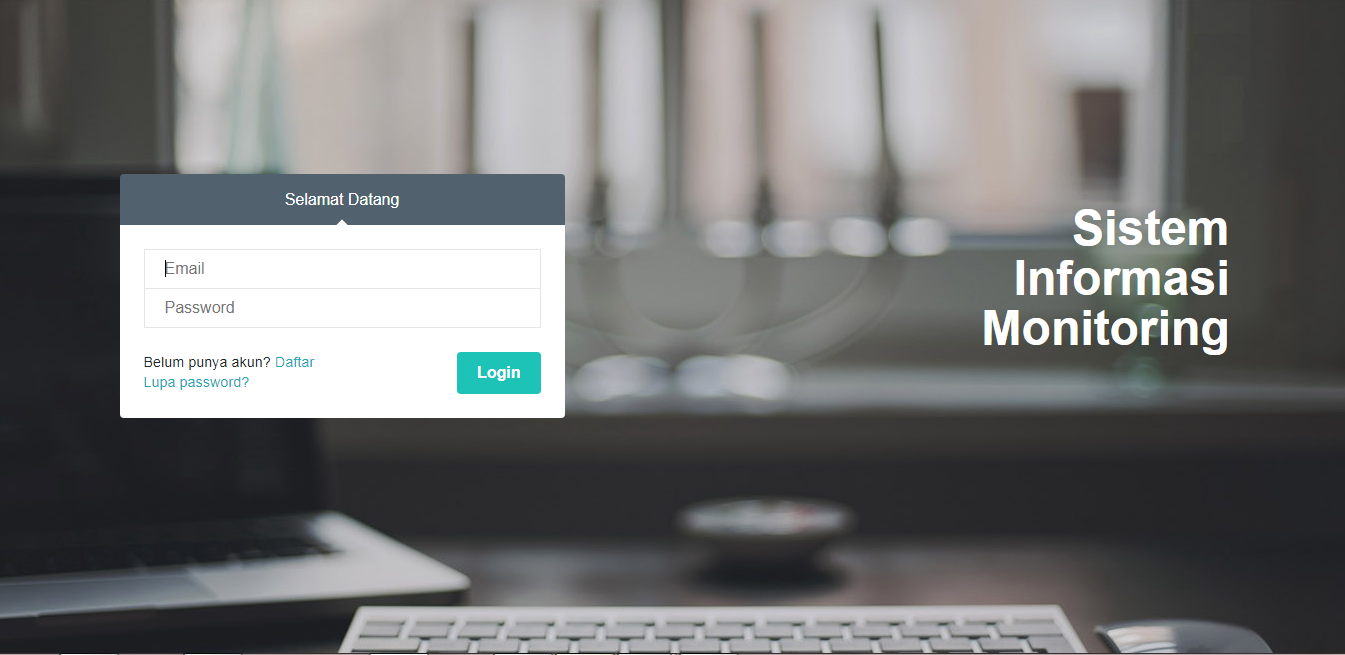 Selamat Datang
Email
Password
Belum punya akun? Daftar
Lupa password?
Login
Sistem
Informasi
Monitoring